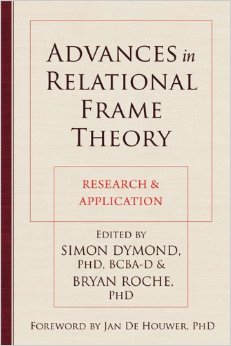 ADVANCES in
RELATIONAL
FRAME
THEORY
RESEARCH &
APPLICATION
EDITED BY
SIMON DYMOND,
PHD, BCBA-D &
BRYAN ROCHE,
PHD
FOREWORD BY JAN DE HOUWER, PHD